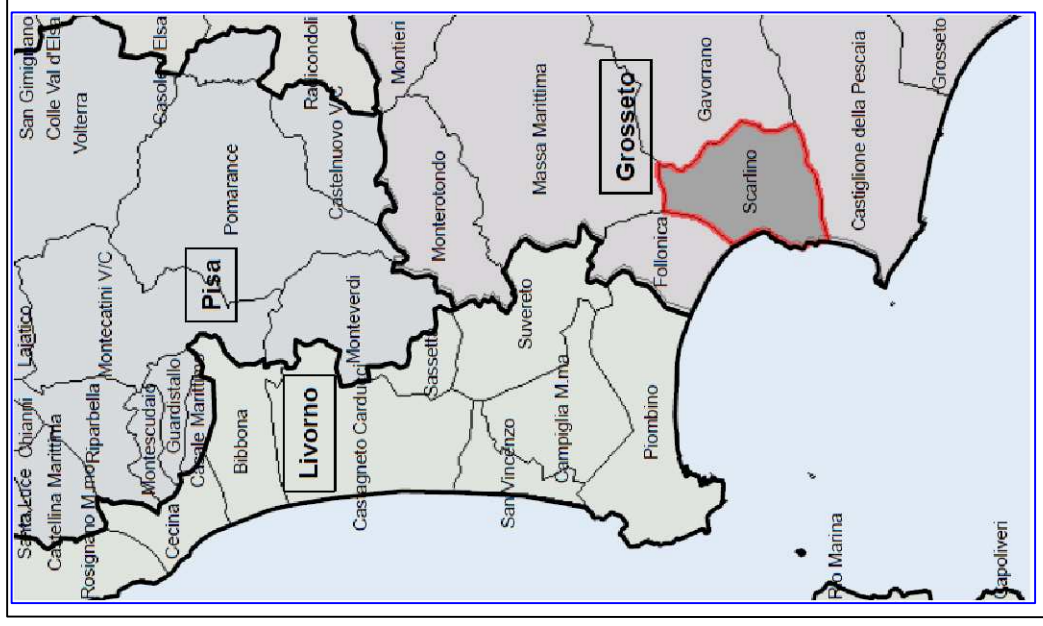 San Gimignano
Colle Val d'Elsa
Volterra
Casole Elsa
Radicondoli
Montieri
Gavorrano
Castiglione della Pescaia
Grosseto
Lajatico
Montecatini V/C
Pomarance
Castelnuovo V/C
Monterotondo
Massa Marittima
Grosseto
Scarlino
Follonica
Pisa
Santa Luce
Castellina Marittima
Riparbella
Montescudaio
Guardistallo
Casale Marittimo
Monteverdi
Sassetta
Suvereto
Rosignano M.mo
Cecina
Bibbona
Livorno
Castagneto Carducci
San Vincenzo
Campiglia M.ma
Piombino
Rio Marina
Capoliveri